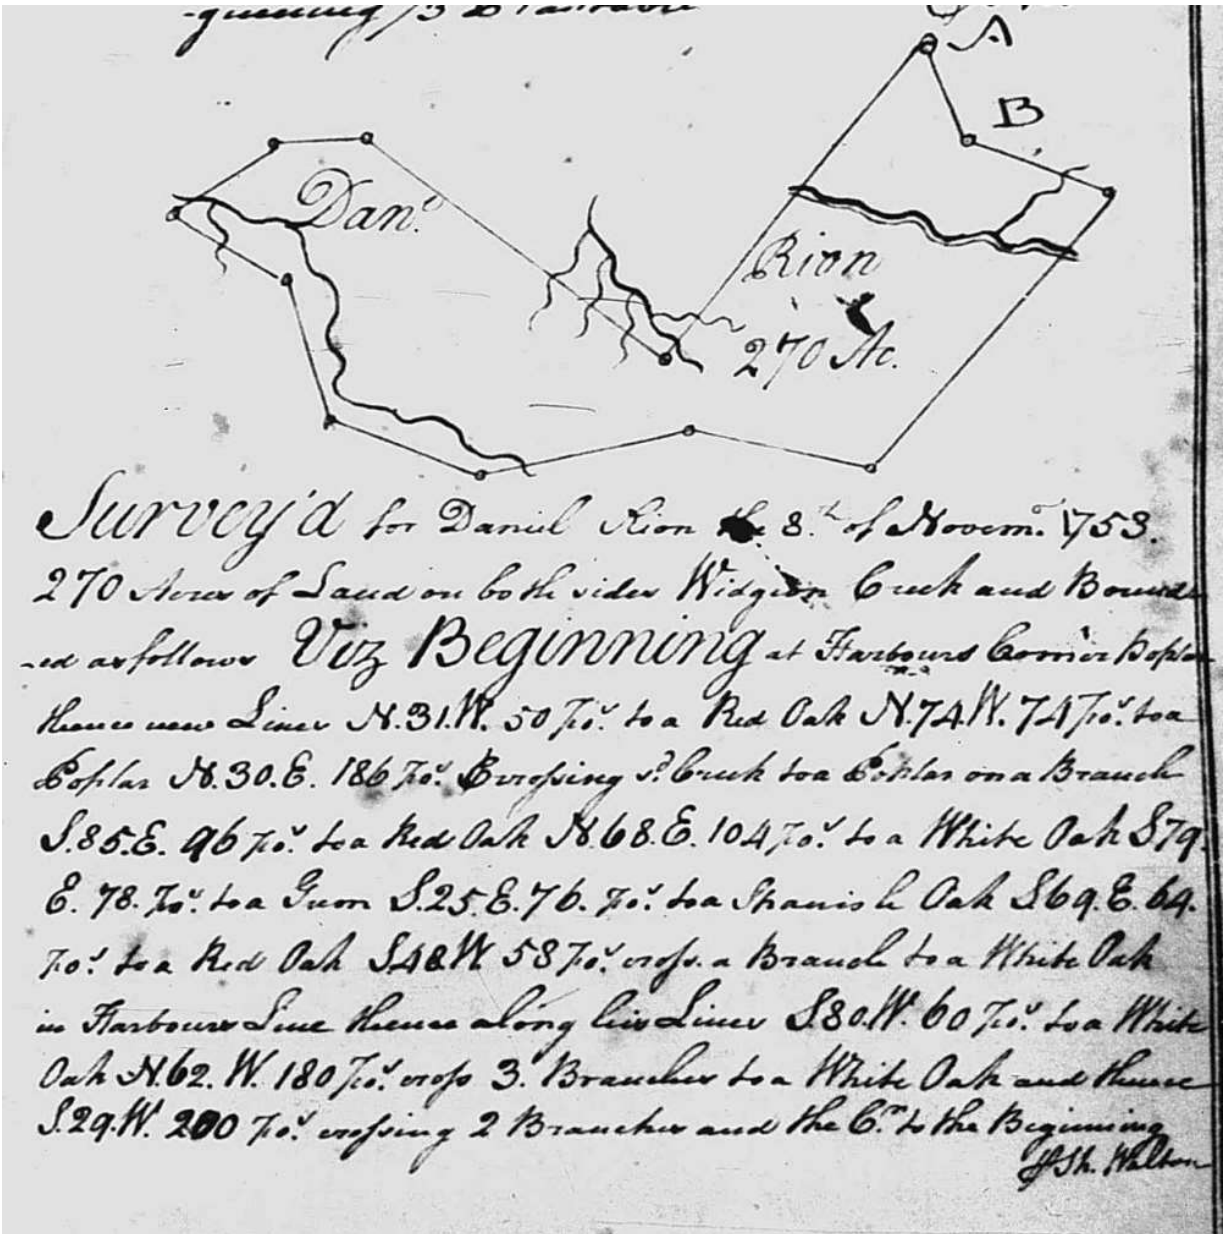 -ginning
A
B
Dan.l
Rion
270 Ac.
Survey'd for Daniel Rion the 8.th of Novem.r 1753.
270 Acres of Land on both sides Widgion Creek and Bound-
-ed as follows Viz Beginning at Harbours Corner Poplar
thence new Lines N.31.W. 50 po.s to a Red Oak N.74.W. 74 po.s to a
Poplar N.30.E. 186 po.s Crossing s.d Creek to a Poplar on a Branch
S.85.E. 96 po.s to a Red Oak N.68.E. 104 po.s to a White Oak S.79.
E. 78. po.s to a Gum S.25.E. 76. po.s to a Spanish Oak S.69.E. 64.
po.s to a Red Oak S.48.W. 58 po.s cross. a Branch to a White Oak
in Harbours Line thence along his Lines S.80.W. 60 po.s to a White
Oak N.62.W. 180 po.s cross 3. Branches to a White Oak and thence
S.29.W. 200 po.s crossing 2 Branches and the C.r to the Beginning
Sh. Walton